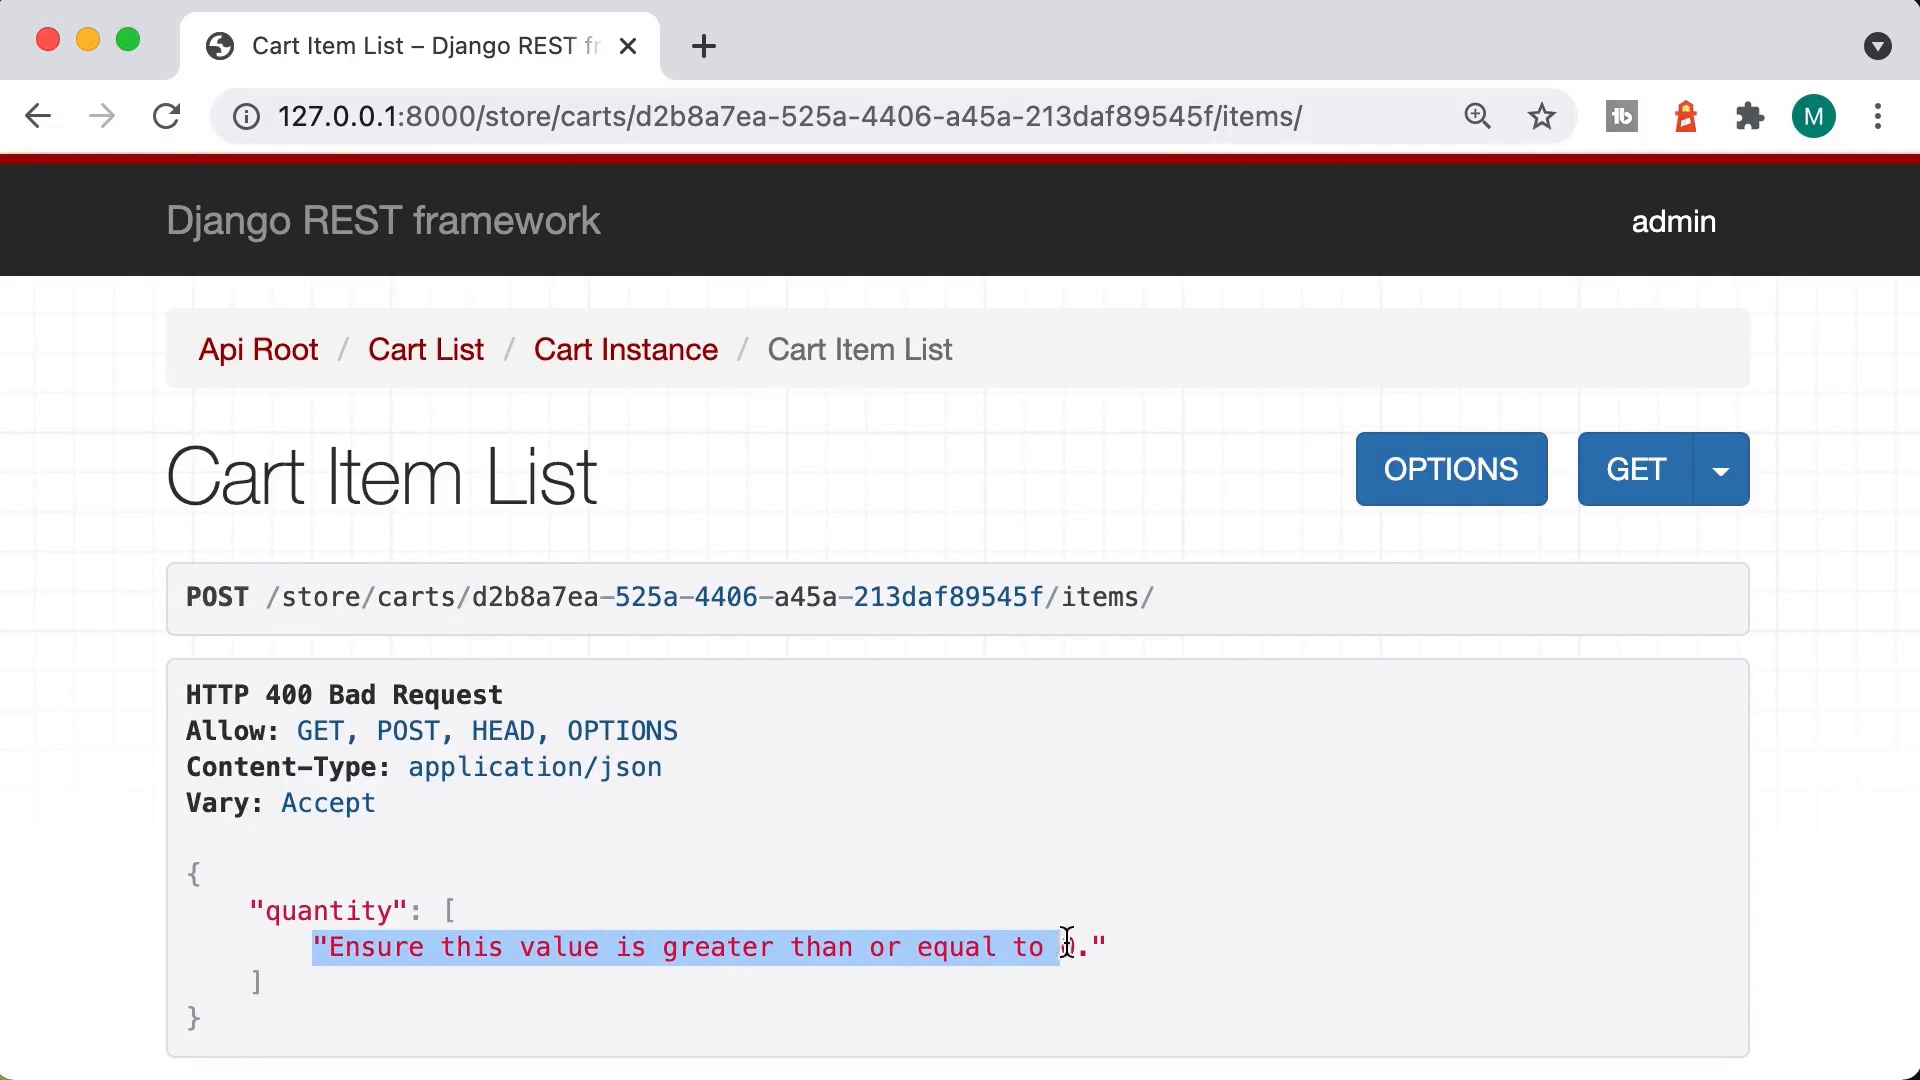 Cart Item List – Django REST fr
127.0.0.1:8000/store/carts/d2b8a7ea-525a-4406-a45a-213daf89545f/items/
tb
M
Django REST framework
admin
Api Root / Cart List / Cart Instance / Cart Item List
Cart Item List
OPTIONS
GET
POST /store/carts/d2b8a7ea-525a-4406-a45a-213daf89545f/items/
HTTP 400 Bad Request
Allow: GET, POST, HEAD, OPTIONS
Content-Type: application/json
Vary: Accept
{
"quantity": [
"Ensure this value is greater than or equal to ."
]
}